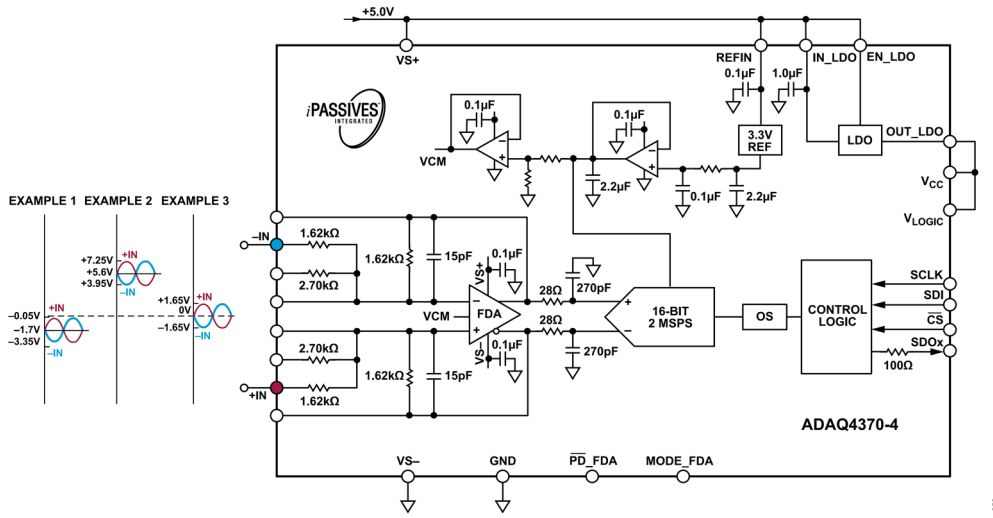 +5.0V
VS+
REFIN
IN_LDO
EN_LDO
0.1µF
1.0µF
iPASSIVES™
INTEGRATED
0.1µF
0.1µF
VCM
3.3V
REF
LDO
OUT_LDO
2.2µF
0.1µF
2.2µF
VCC
VLOGIC
EXAMPLE 1
EXAMPLE 2
EXAMPLE 3
+7.25V
+5.6V
+3.95V
+IN
–IN
+1.65V
0V
–1.65V
+IN
–IN
–0.05V
–1.7V
–3.35V
+IN
–IN
–IN
1.62kΩ
2.70kΩ
1.62kΩ
15pF
VS+
0.1µF
VCM
FDA
28Ω
270pF
28Ω
270pF
VS–
0.1µF
2.70kΩ
1.62kΩ
1.62kΩ
15pF
+IN
16-BIT
2 MSPS
OS
CONTROL
LOGIC
SCLK
SDI
CS
SDOx
100Ω
ADAQ4370-4
VS–
GND
PD_FDA
MODE_FDA